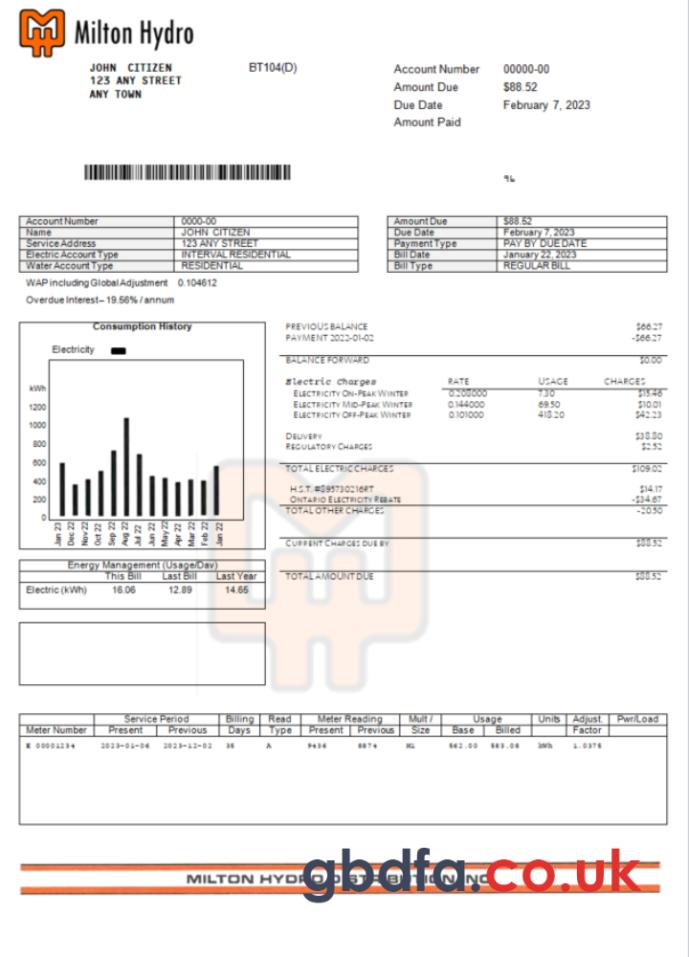 Milton Hydro
JOHN CITIZEN BT104(D)
123 ANY STREET
ANY TOWN
Account Number 00000-00
Amount Due $88.52
Due Date February 7, 2023
Amount Paid
Account Number 0000-00
Name JOHN CITIZEN
Service Address 123 ANY STREET
Electric Account Type INTERVAL RESIDENTIAL
Water Account Type RESIDENTIAL
Amount Due $88.52
Due Date February 7, 2023
Payment Type PAY BY DUE DATE
Bill Date January 22, 2023
Bill Type REGULAR BILL
WAP including Global Adjustment 0.104612
Overdue Interest– 19.56% / annum
Consumption History
Electricity
kWh
1200
1000
800
600
400
200
0
Jan 23 Dec 22 Nov 22 Oct 22 Sep 22 Aug 22 Jul 22 Jun 22 May 22 Apr 22 Mar 22 Feb 22 Jan 22
PREVIOUS BALANCE $66.27
PAYMENT 2022-01-02 -$66.27
BALANCE FORWARD $0.00
Electric Charges RATE USAGE CHARGES
ELECTRICITY ON-PEAK WINTER 0.208000 7.30 $15.46
ELECTRICITY MID-PEAK WINTER 0.144000 69.50 $10.01
ELECTRICITY OFF-PEAK WINTER 0.101000 418.20 $42.23
DELIVERY $38.80
REGULATORY CHARGES $2.52
TOTAL ELECTRIC CHARGES $109.02
H.S.T. #895730216RT $14.17
ONTARIO ELECTRICITY REBATE -$34.67
TOTAL OTHER CHARGES -20.50
CURRENT CHARGES DUE BY $88.52
TOTAL AMOUNT DUE $88.52
Energy Management (Usage/Day)
This Bill Last Bill Last Year
Electric (kWh) 16.06 12.89 14.65
Service Period Billing Read Meter Reading Mult / Usage Units Adjust. Pwr/Load
Meter Number Present Previous Days Type Present Previous Size Base Billed Factor
E 00001234 2023-01-06 2023-12-02 35 A 9436 8874 M1 562.00 583.08 kWh 1.0375
MILTON HYDRO DISTRIBUTION INC
gbdfa.co.uk